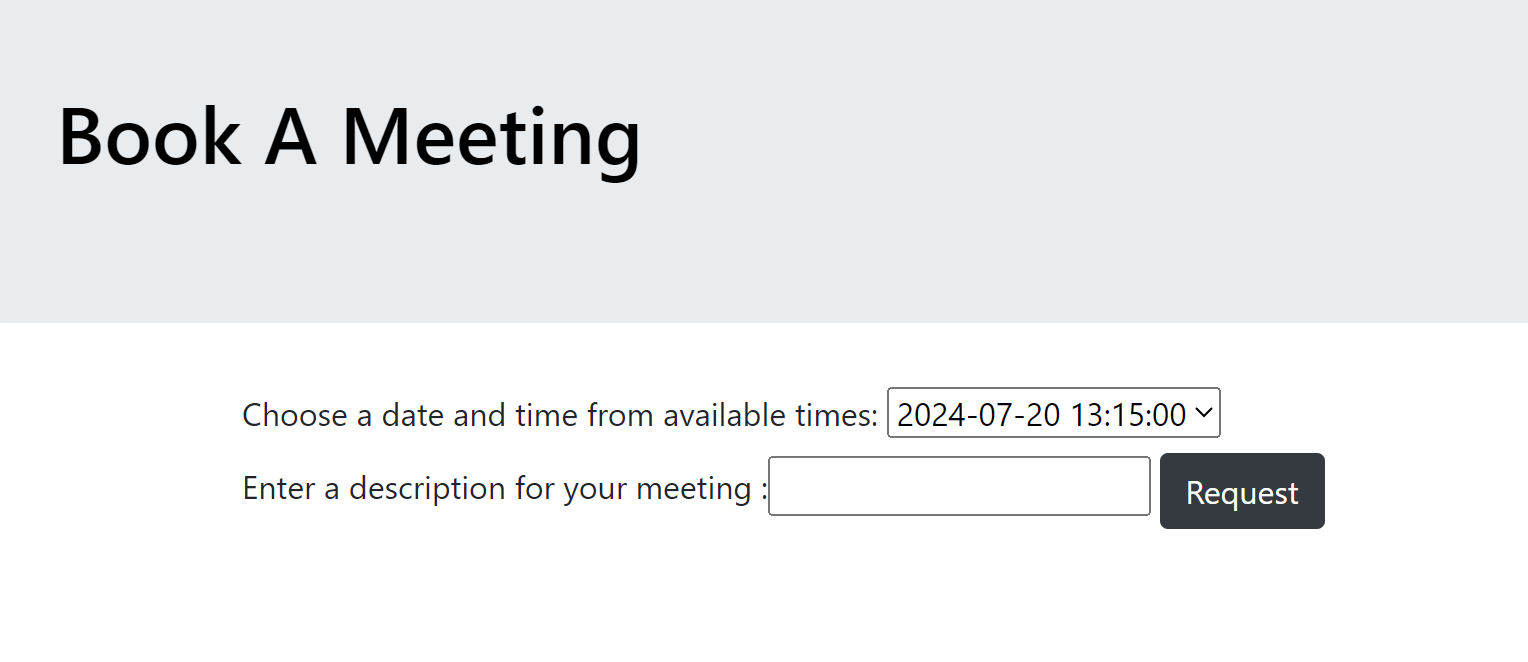 Book A Meeting
Choose a date and time from available times: 2024-07-20 13:15:00
Enter a description for your meeting : Request